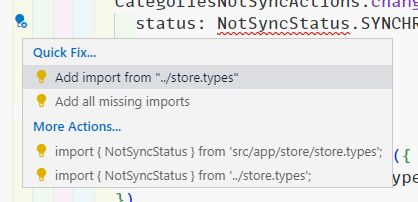 CategoriesNotSyncActions.chang
status: NotSyncStatus.SYNCHR
Quick Fix...
Add import from "../store.types"
Add all missing imports
More Actions...
import { NotSyncStatus } from 'src/app/store/store.types';
({
import { NotSyncStatus } from '../store.types';
ype
})